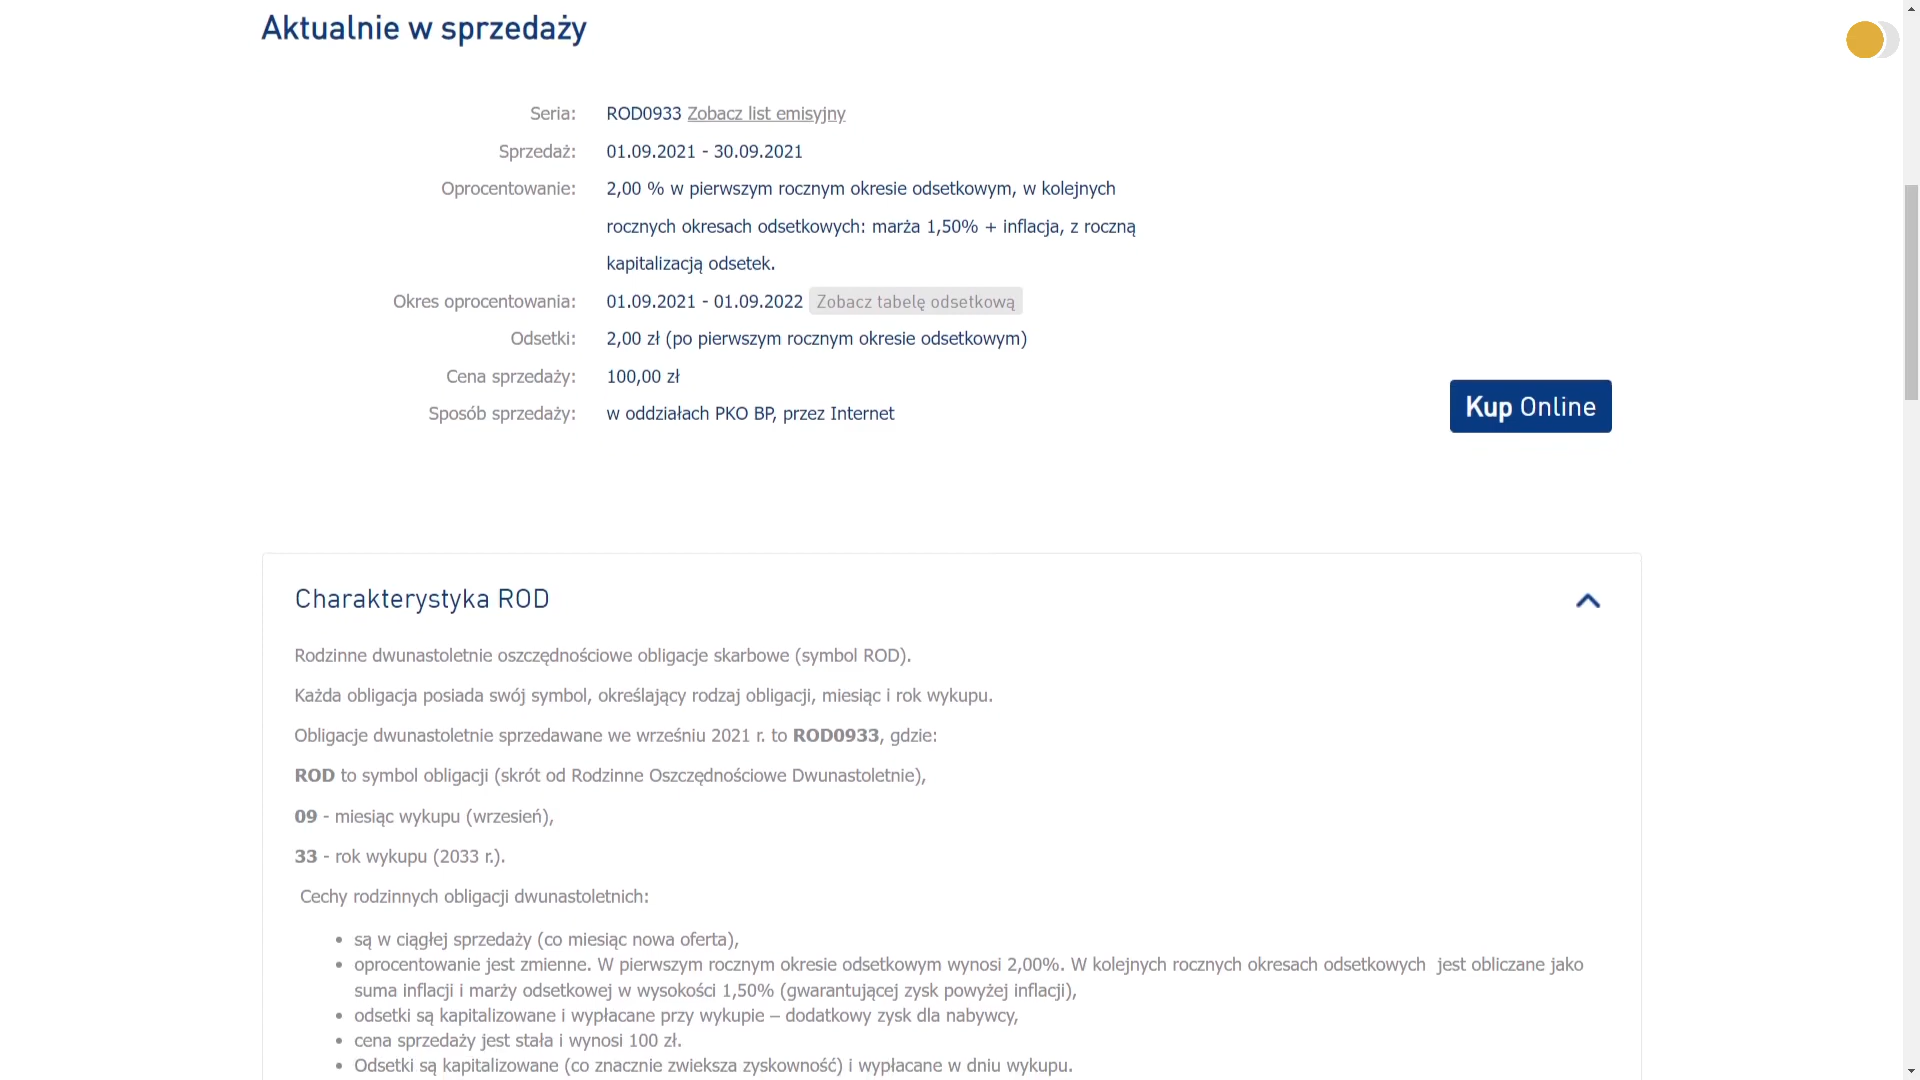 Aktualnie w sprzedaży
Seria: ROD0933 Zobacz list emisyjny
Sprzedaż: 01.09.2021 - 30.09.2021
Oprocentowanie: 2,00 % w pierwszym rocznym okresie odsetkowym, w kolejnych
rocznych okresach odsetkowych: marża 1,50% + inflacja, z roczną
kapitalizacją odsetek.
Okres oprocentowania: 01.09.2021 - 01.09.2022 Zobacz tabelę odsetkową
Odsetki: 2,00 zł (po pierwszym rocznym okresie odsetkowym)
Cena sprzedaży: 100,00 zł
Sposób sprzedaży: w oddziałach PKO BP, przez Internet
Kup Online
Charakterystyka ROD
Rodzinne dwunastoletnie oszczędnościowe obligacje skarbowe (symbol ROD).
Każda obligacja posiada swój symbol, określający rodzaj obligacji, miesiąc i rok wykupu.
Obligacje dwunastoletnie sprzedawane we wrześniu 2021 r. to ROD0933, gdzie:
ROD to symbol obligacji (skrót od Rodzinne Oszczędnościowe Dwunastoletnie),
09 - miesiąc wykupu (wrzesień),
33 - rok wykupu (2033 r.).
Cechy rodzinnych obligacji dwunastoletnich:
• są w ciągłej sprzedaży (co miesiąc nowa oferta),
• oprocentowanie jest zmienne. W pierwszym rocznym okresie odsetkowym wynosi 2,00%. W kolejnych rocznych okresach odsetkowych jest obliczane jako
suma inflacji i marży odsetkowej w wysokości 1,50% (gwarantującej zysk powyżej inflacji),
• odsetki są kapitalizowane i wypłacane przy wykupie – dodatkowy zysk dla nabywcy,
• cena sprzedaży jest stała i wynosi 100 zł.
• Odsetki są kapitalizowane (co znacznie zwiększa zyskowność) i wypłacane w dniu wykupu.